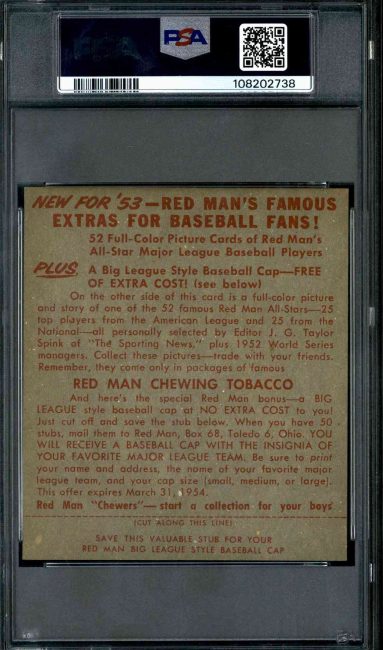 PSA
108202738
NEW FOR '53—RED MAN'S FAMOUS
EXTRAS FOR BASEBALL FANS!
52 Full-Color Picture Cards of Red Man's
All-Star Major League Baseball Players
PLUS A Big League Style Baseball Cap—FREE
OF EXTRA COST! (see below)
On the other side of this card is a full-color picture
and story of one of the 52 famous Red Man All-Stars—25
top players from the American League and 25 from the
National—all personally selected by Editor J. G. Taylor
Spink of "The Sporting News," plus 1952 World Series
managers. Collect these pictures—trade with your friends.
Remember, they come only in packages of famous
RED MAN CHEWING TOBACCO
And here's the special Red Man bonus—a BIG
LEAGUE style baseball cap at NO EXTRA COST to you!
Just cut off and save the stub below. When you have 50
stubs, mail them to Red Man, Box 68, Toledo 6, Ohio. YOU
WILL RECEIVE A BASEBALL CAP WITH THE INSIGNIA OF
YOUR FAVORITE MAJOR LEAGUE TEAM. Be sure to print
your name and address, the name of your favorite major
league team, and your cap size (small, medium, or large).
This offer expires March 31, 1954.
Red Man "Chewers"—start a collection for your boys
(CUT ALONG THIS LINE)
SAVE THIS VALUABLE STUB FOR YOUR
RED MAN BIG LEAGUE STYLE BASEBALL CAP